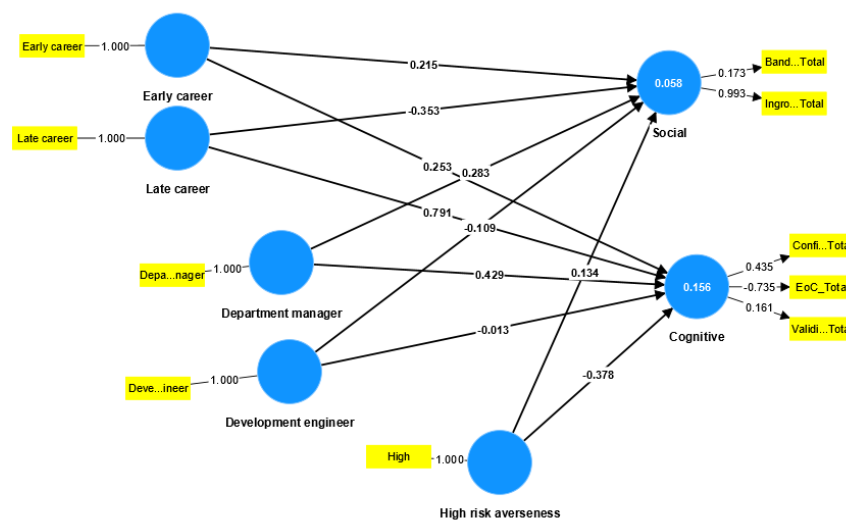 Early career
1.000
Early career
Late career
1.000
Late career
Depa...nager
1.000
Department manager
Deve...ineer
1.000
Development engineer
High
1.000
High risk averseness
0.215
-0.353
0.253
0.283
0.791
-0.109
0.429
0.134
-0.013
-0.378
0.058
Social
0.173
Band...Total
0.993
Ingro...Total
0.156
Cognitive
0.435
Confi...Total
-0.735
EoC_Total
0.161
Validi...Total